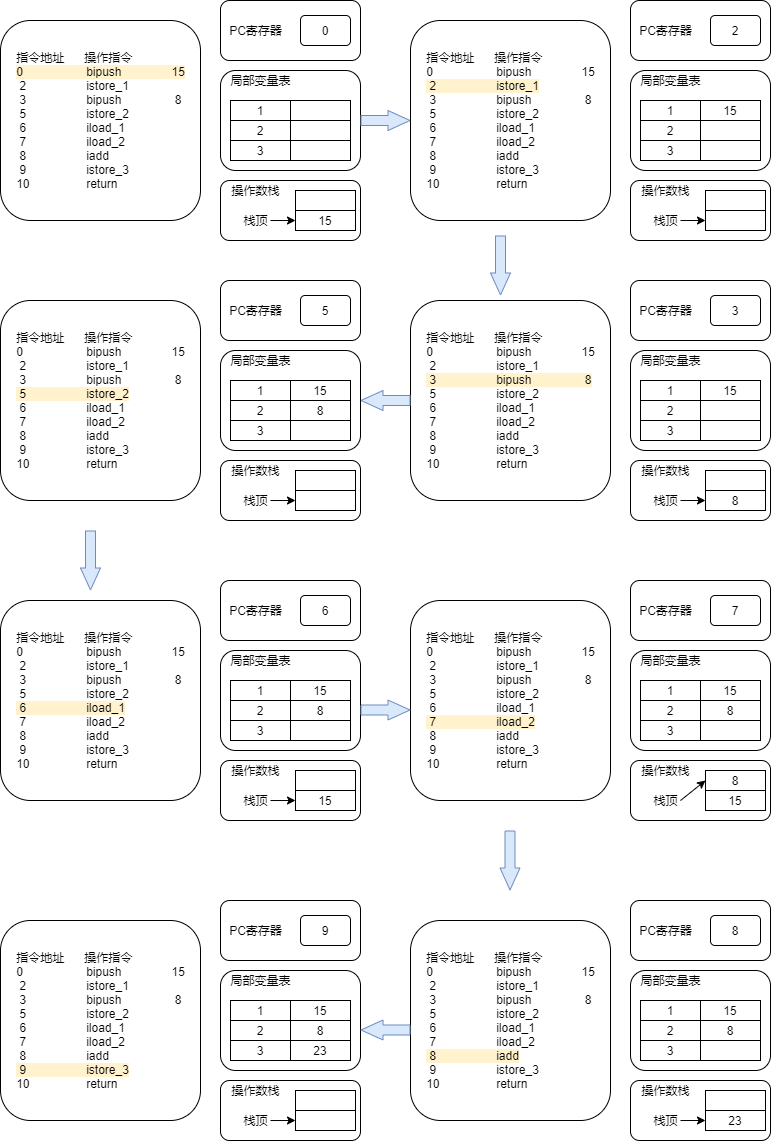 指令地址 操作指令
0 bipush 15
2 istore_1
3 bipush 8
5 istore_2
6 iload_1
7 iload_2
8 iadd
9 istore_3
10 return
PC寄存器 0
局部变量表
1
2
3
操作数栈
栈顶 15
指令地址 操作指令
0 bipush 15
2 istore_1
3 bipush 8
5 istore_2
6 iload_1
7 iload_2
8 iadd
9 istore_3
10 return
PC寄存器 2
局部变量表
1 15
2
3
操作数栈
栈顶
指令地址 操作指令
0 bipush 15
2 istore_1
3 bipush 8
5 istore_2
6 iload_1
7 iload_2
8 iadd
9 istore_3
10 return
PC寄存器 5
局部变量表
1 15
2 8
3
操作数栈
栈顶
指令地址 操作指令
0 bipush 15
2 istore_1
3 bipush 8
5 istore_2
6 iload_1
7 iload_2
8 iadd
9 istore_3
10 return
PC寄存器 3
局部变量表
1 15
2
3
操作数栈
栈顶 8
指令地址 操作指令
0 bipush 15
2 istore_1
3 bipush 8
5 istore_2
6 iload_1
7 iload_2
8 iadd
9 istore_3
10 return
PC寄存器 6
局部变量表
1 15
2 8
3
操作数栈
栈顶 15
指令地址 操作指令
0 bipush 15
2 istore_1
3 bipush 8
5 istore_2
6 iload_1
7 iload_2
8 iadd
9 istore_3
10 return
PC寄存器 7
局部变量表
1 15
2 8
3
操作数栈
8
栈顶 15
指令地址 操作指令
0 bipush 15
2 istore_1
3 bipush 8
5 istore_2
6 iload_1
7 iload_2
8 iadd
9 istore_3
10 return
PC寄存器 9
局部变量表
1 15
2 8
3 23
操作数栈
栈顶
指令地址 操作指令
0 bipush 15
2 istore_1
3 bipush 8
5 istore_2
6 iload_1
7 iload_2
8 iadd
9 istore_3
10 return
PC寄存器 8
局部变量表
1 15
2 8
3
操作数栈
栈顶 23